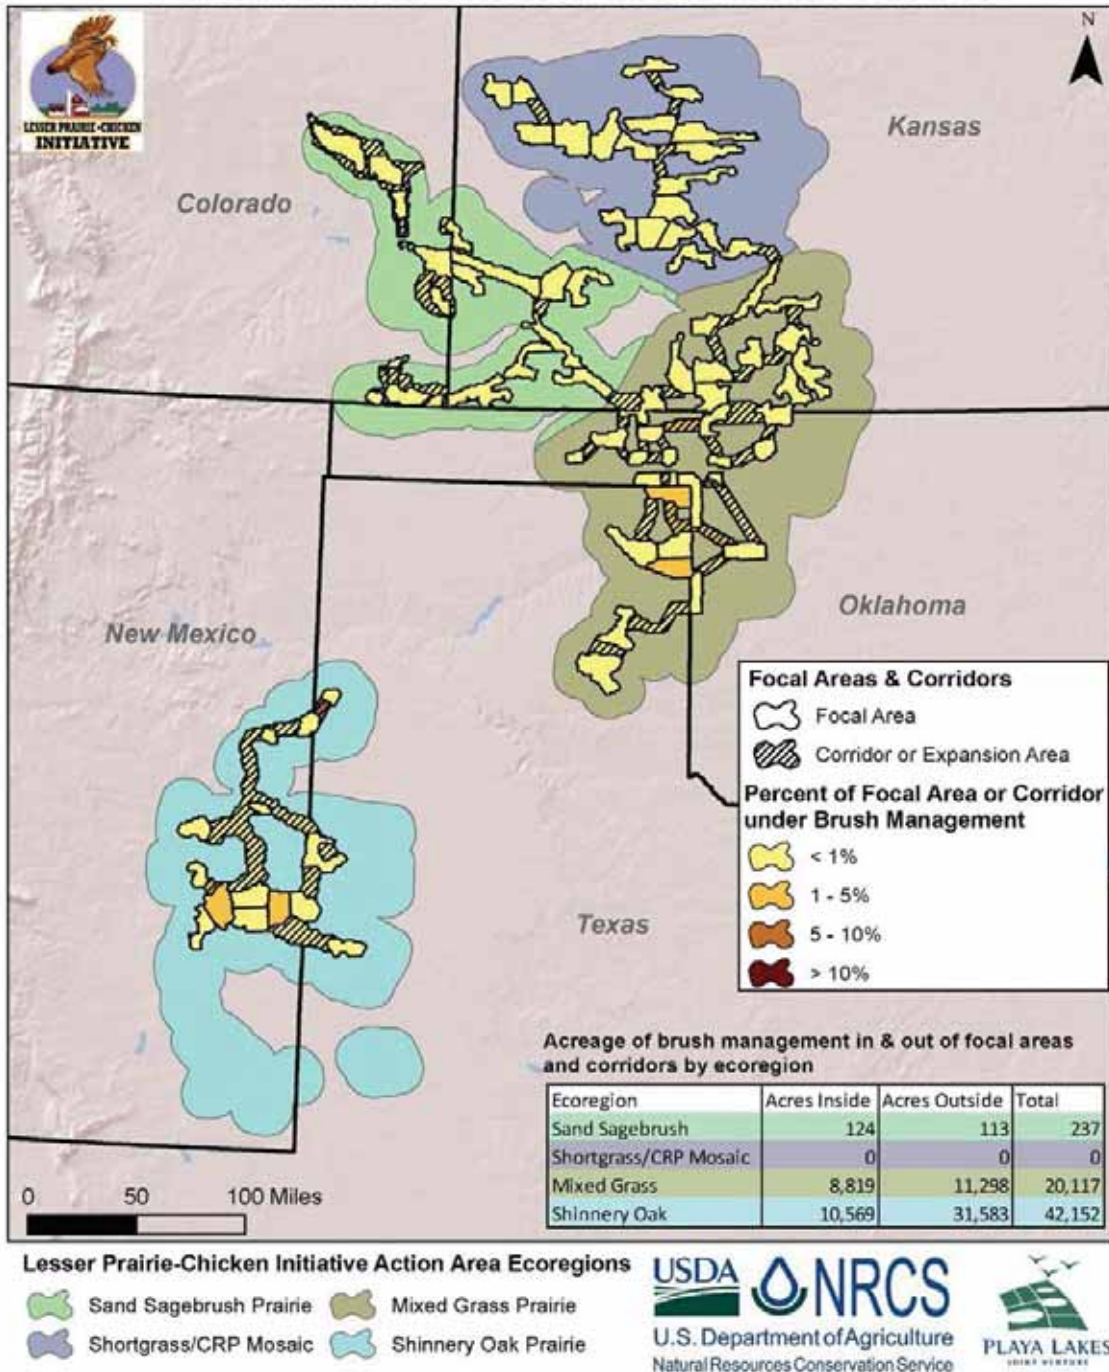 N
LESSER PRAIRIE-CHICKEN
INITIATIVE
Kansas
Colorado
Oklahoma
New Mexico
Texas
Focal Areas & Corridors
Focal Area
Corridor or Expansion Area
Percent of Focal Area or Corridor
under Brush Management
< 1%
1 - 5%
5 - 10%
> 10%
Acreage of brush management in & out of focal areas
and corridors by ecoregion
Ecoregion Acres Inside Acres Outside Total
Sand Sagebrush 124 113 237
Shortgrass/CRP Mosaic 0 0 0
Mixed Grass 8,819 11,298 20,117
Shinnery Oak 10,569 31,583 42,152
0 50 100 Miles
Lesser Prairie-Chicken Initiative Action Area Ecoregions
Sand Sagebrush Prairie Mixed Grass Prairie
Shortgrass/CRP Mosaic Shinnery Oak Prairie
USDA NRCS
U.S. Department of Agriculture
Natural Resources Conservation Service
PLAYA LAKES
JOINT VENTURE